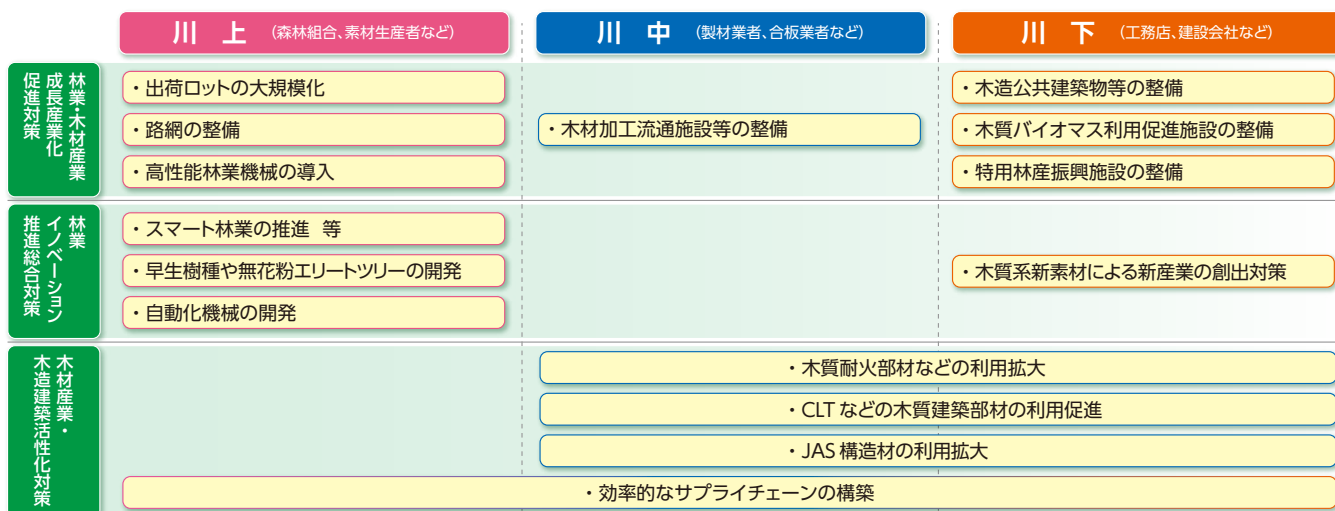 川 上 (森林組合、素材生産者など)
川 中 (製材業者、合板業者など)
川 下 (工務店、建設会社など)
林業・木材産業
成長産業化
促進対策
・出荷ロットの大規模化
・路網の整備
・高性能林業機械の導入
・木材加工流通施設等の整備
・木造公共建築物等の整備
・木質バイオマス利用促進施設の整備
・特用林産振興施設の整備
林業
イノベーション
推進総合対策
・スマート林業の推進 等
・早生樹種や無花粉エリートツリーの開発
・自動化機械の開発
・木質系新素材による新産業の創出対策
木材産業・
木造建築活性化対策
・木質耐火部材などの利用拡大
・CLTなどの木質建築部材の利用促進
・JAS構造材の利用拡大
・効率的なサプライチェーンの構築